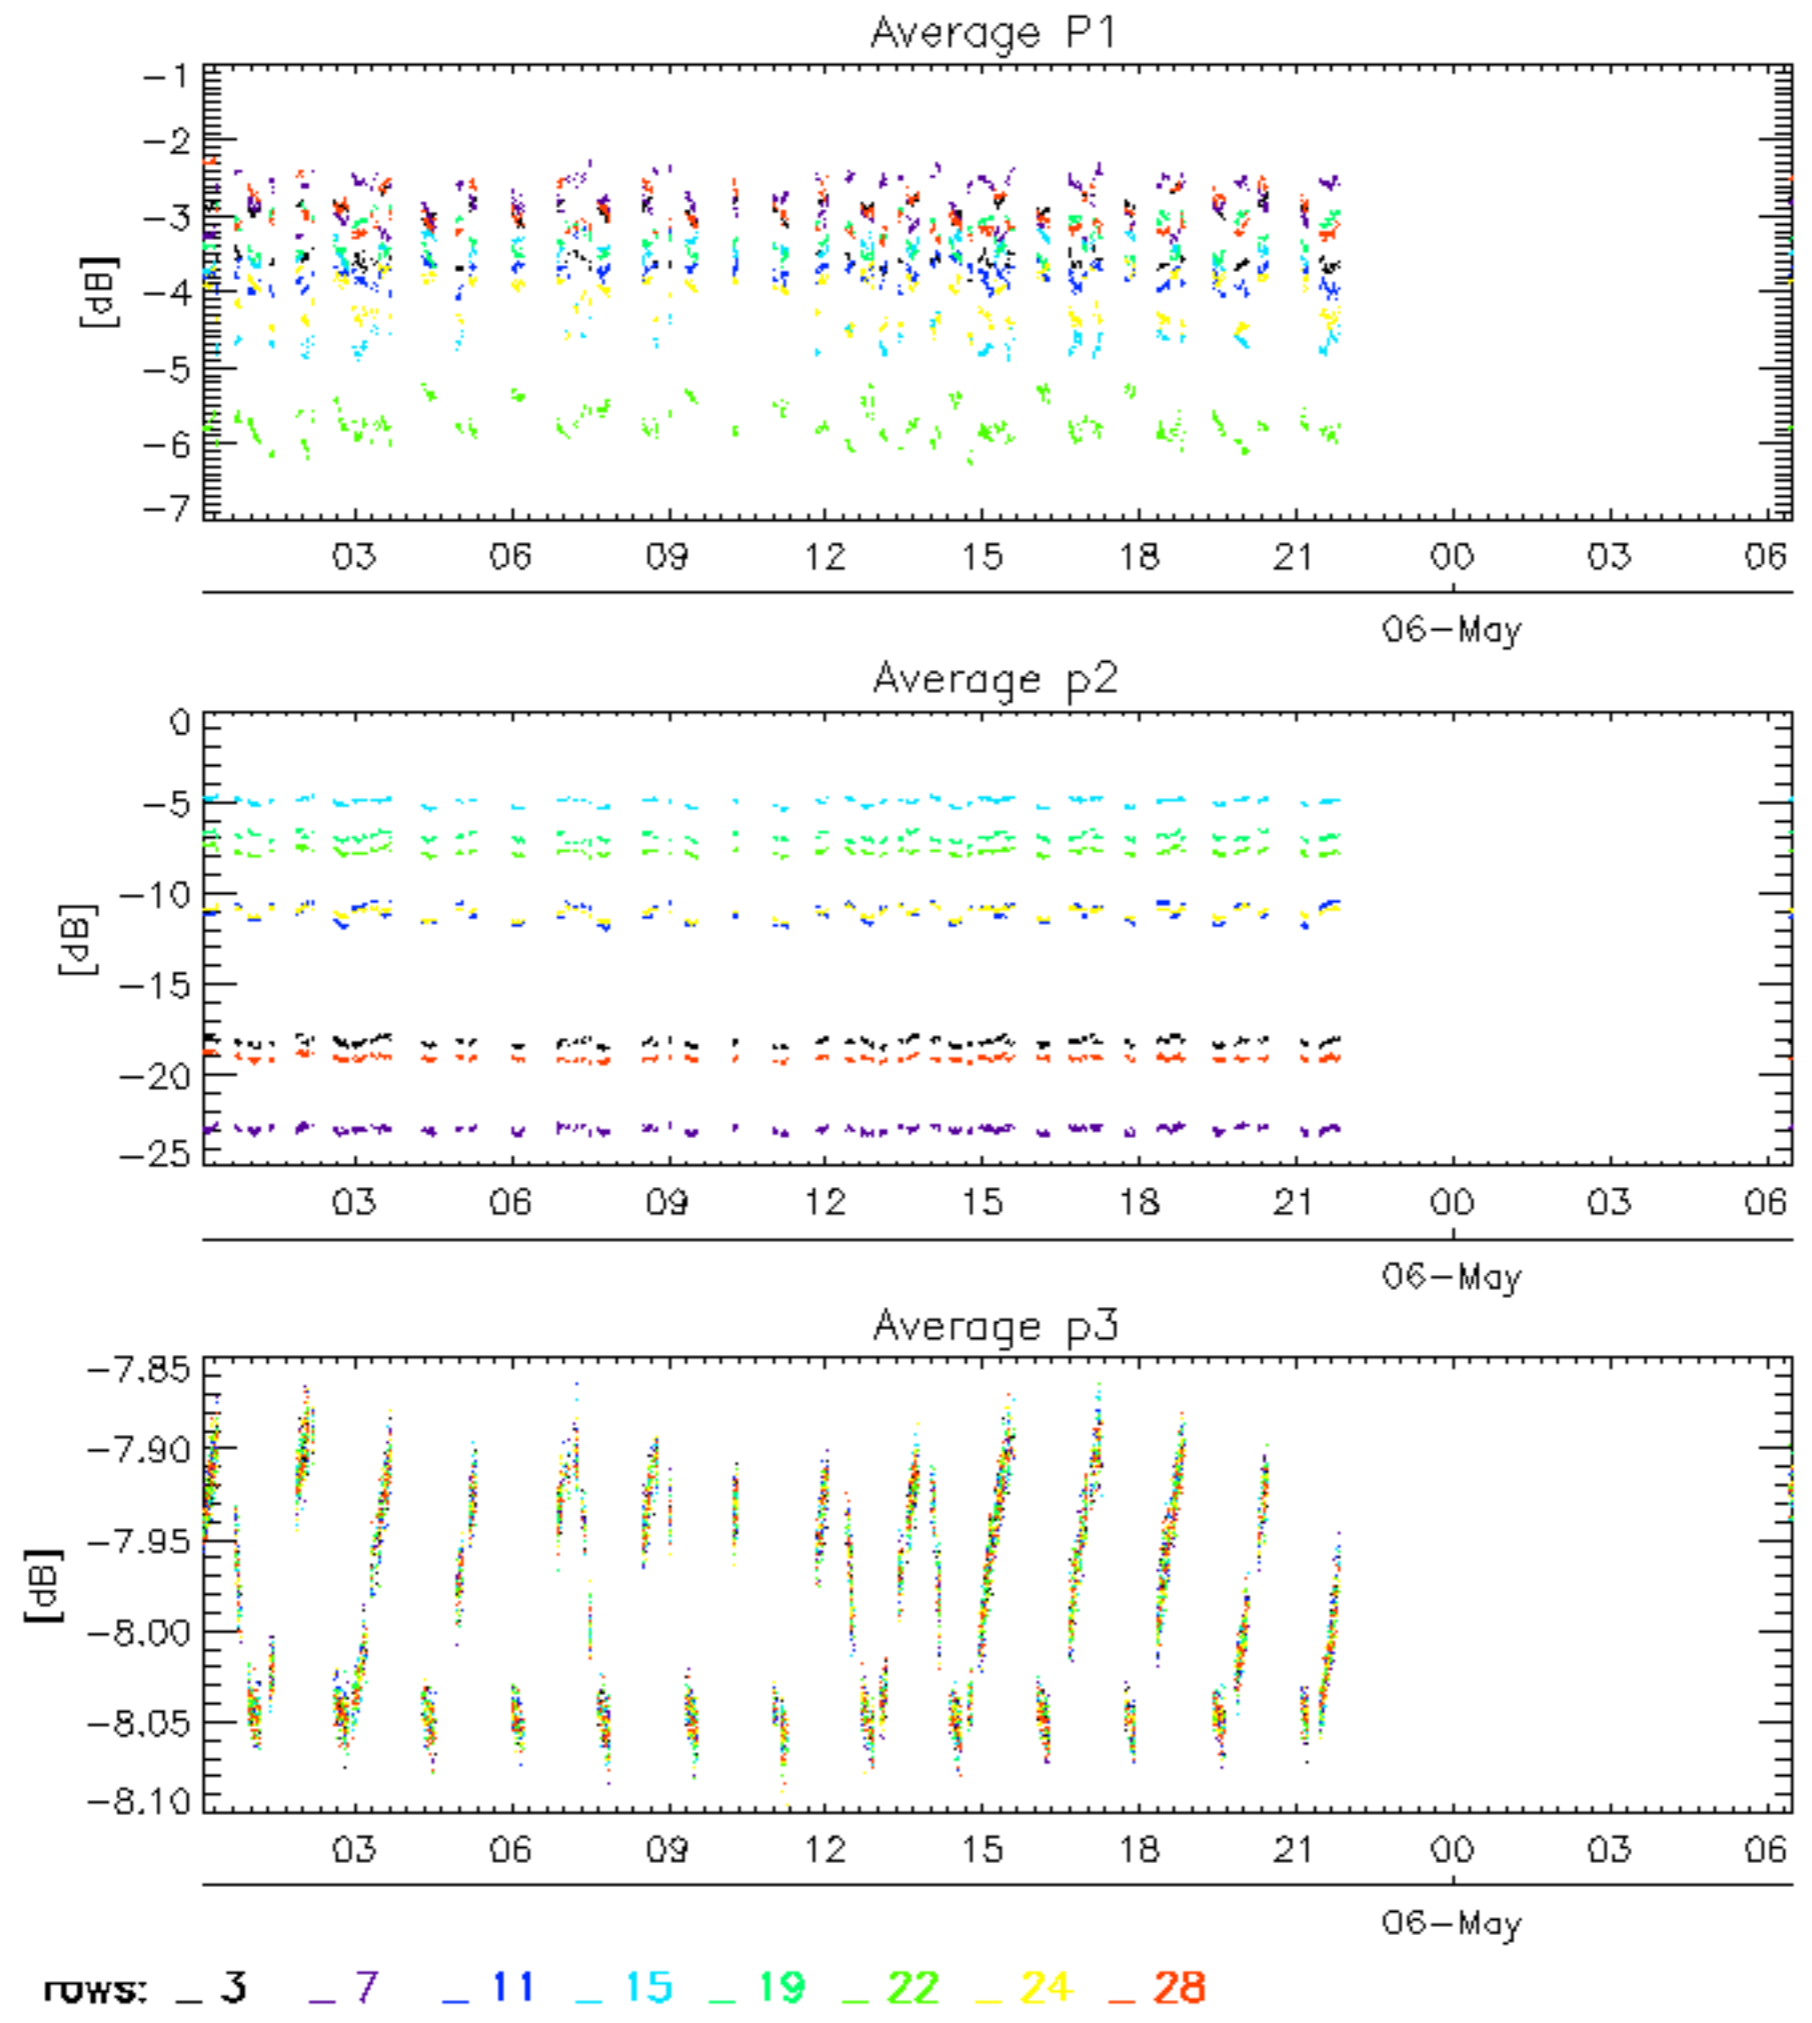 Average P1
-1
-2
-3
-4
-5
-6
-7
[dB]
03 06 09 12 15 18 21 00 03 06
06-May
Average p2
0
-5
-10
-15
-20
-25
[dB]
03 06 09 12 15 18 21 00 03 06
06-May
Average p3
-7.85
-7.90
-7.95
-8.00
-8.05
-8.10
[dB]
03 06 09 12 15 18 21 00 03 06
06-May
rows: _ 3 _ 7 _ 11 _ 15 _ 19 _ 22 _ 24 _ 28